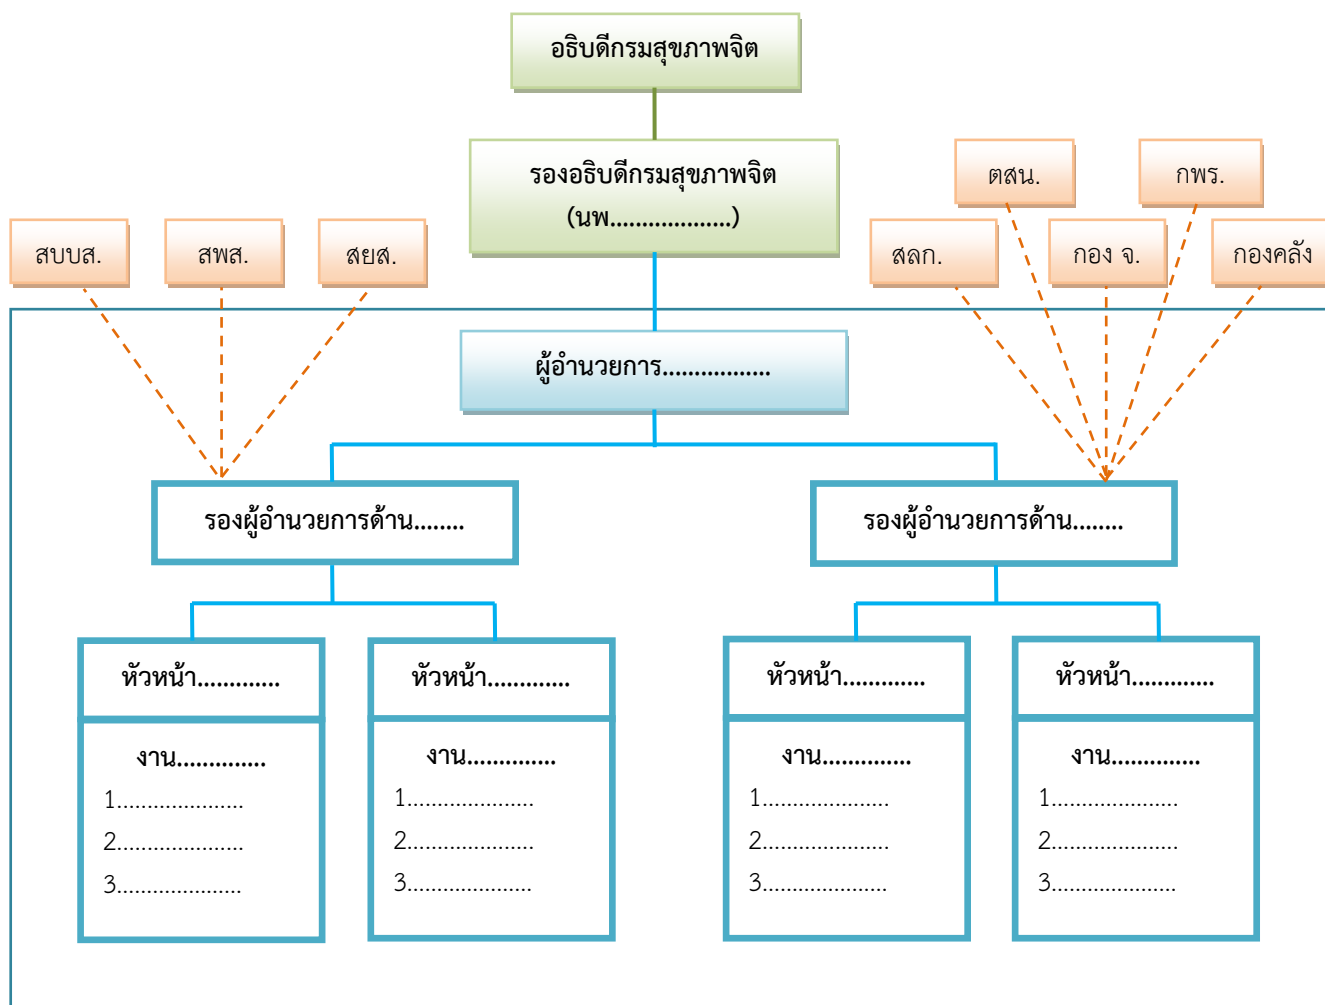 อธิบดีกรมสุขภาพจิต
รองอธิบดีกรมสุขภาพจิต
(นพ...................)
ตสน.
กพร.
สบบส.
สพส.
สยส.
สลก.
กอง จ.
กองคลัง
ผู้อำนวยการ.................
รองผู้อำนวยการด้าน........
รองผู้อำนวยการด้าน........
หัวหน้า.............
หัวหน้า.............
หัวหน้า.............
หัวหน้า.............
งาน..............
1.....................
2.....................
3.....................
งาน..............
1.....................
2.....................
3.....................
งาน..............
1.....................
2.....................
3.....................
งาน..............
1.....................
2.....................
3.....................